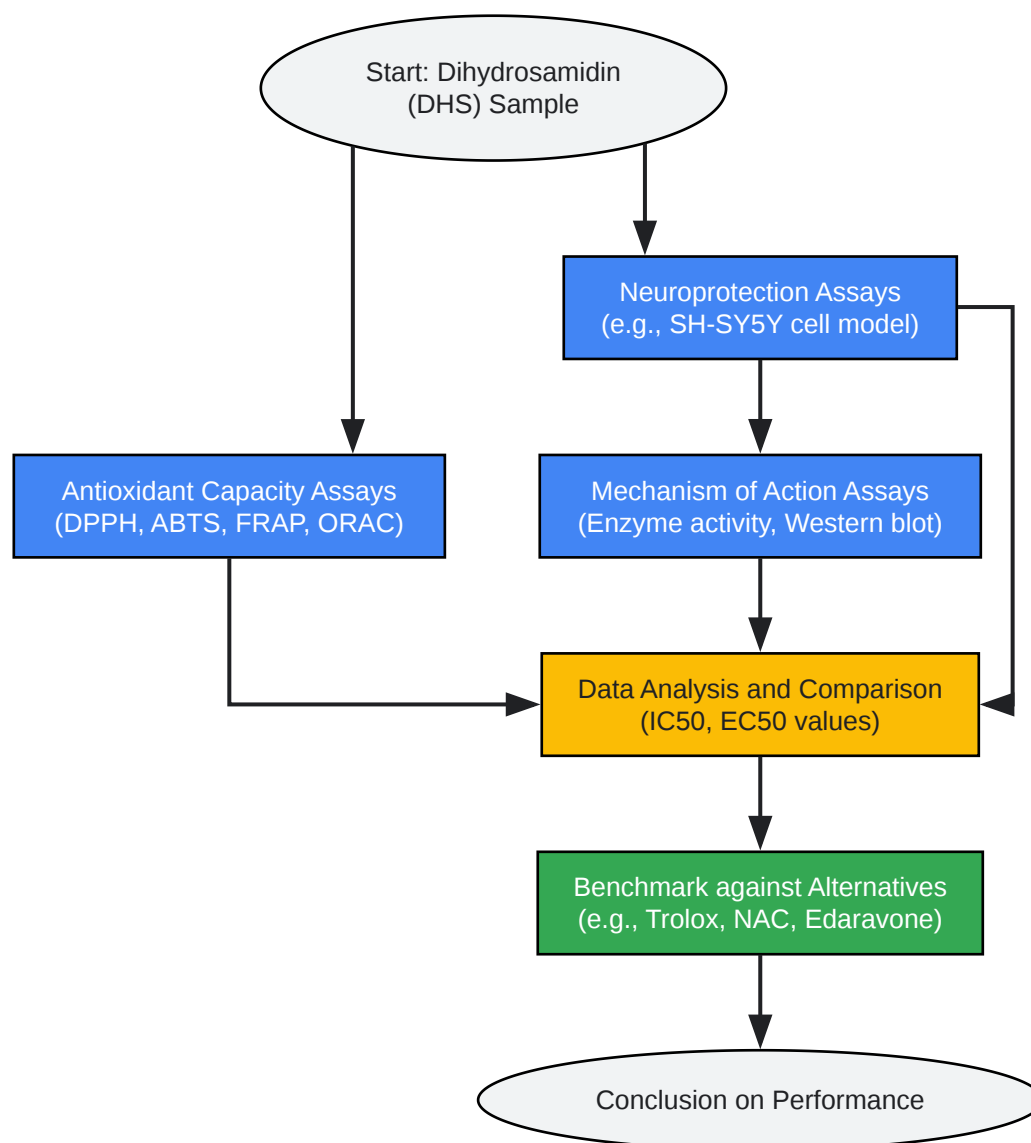 Start: Dihydrosamidin
(DHS) Sample
Neuroprotection Assays
(e.g., SH-SY5Y cell model)
Antioxidant Capacity Assays
(DPPH, ABTS, FRAP, ORAC)
Mechanism of Action Assays
(Enzyme activity, Western blot)
Data Analysis and Comparison
(IC50, EC50 values)
Benchmark against Alternatives
(e.g., Trolox, NAC, Edaravone)
Conclusion on Performance